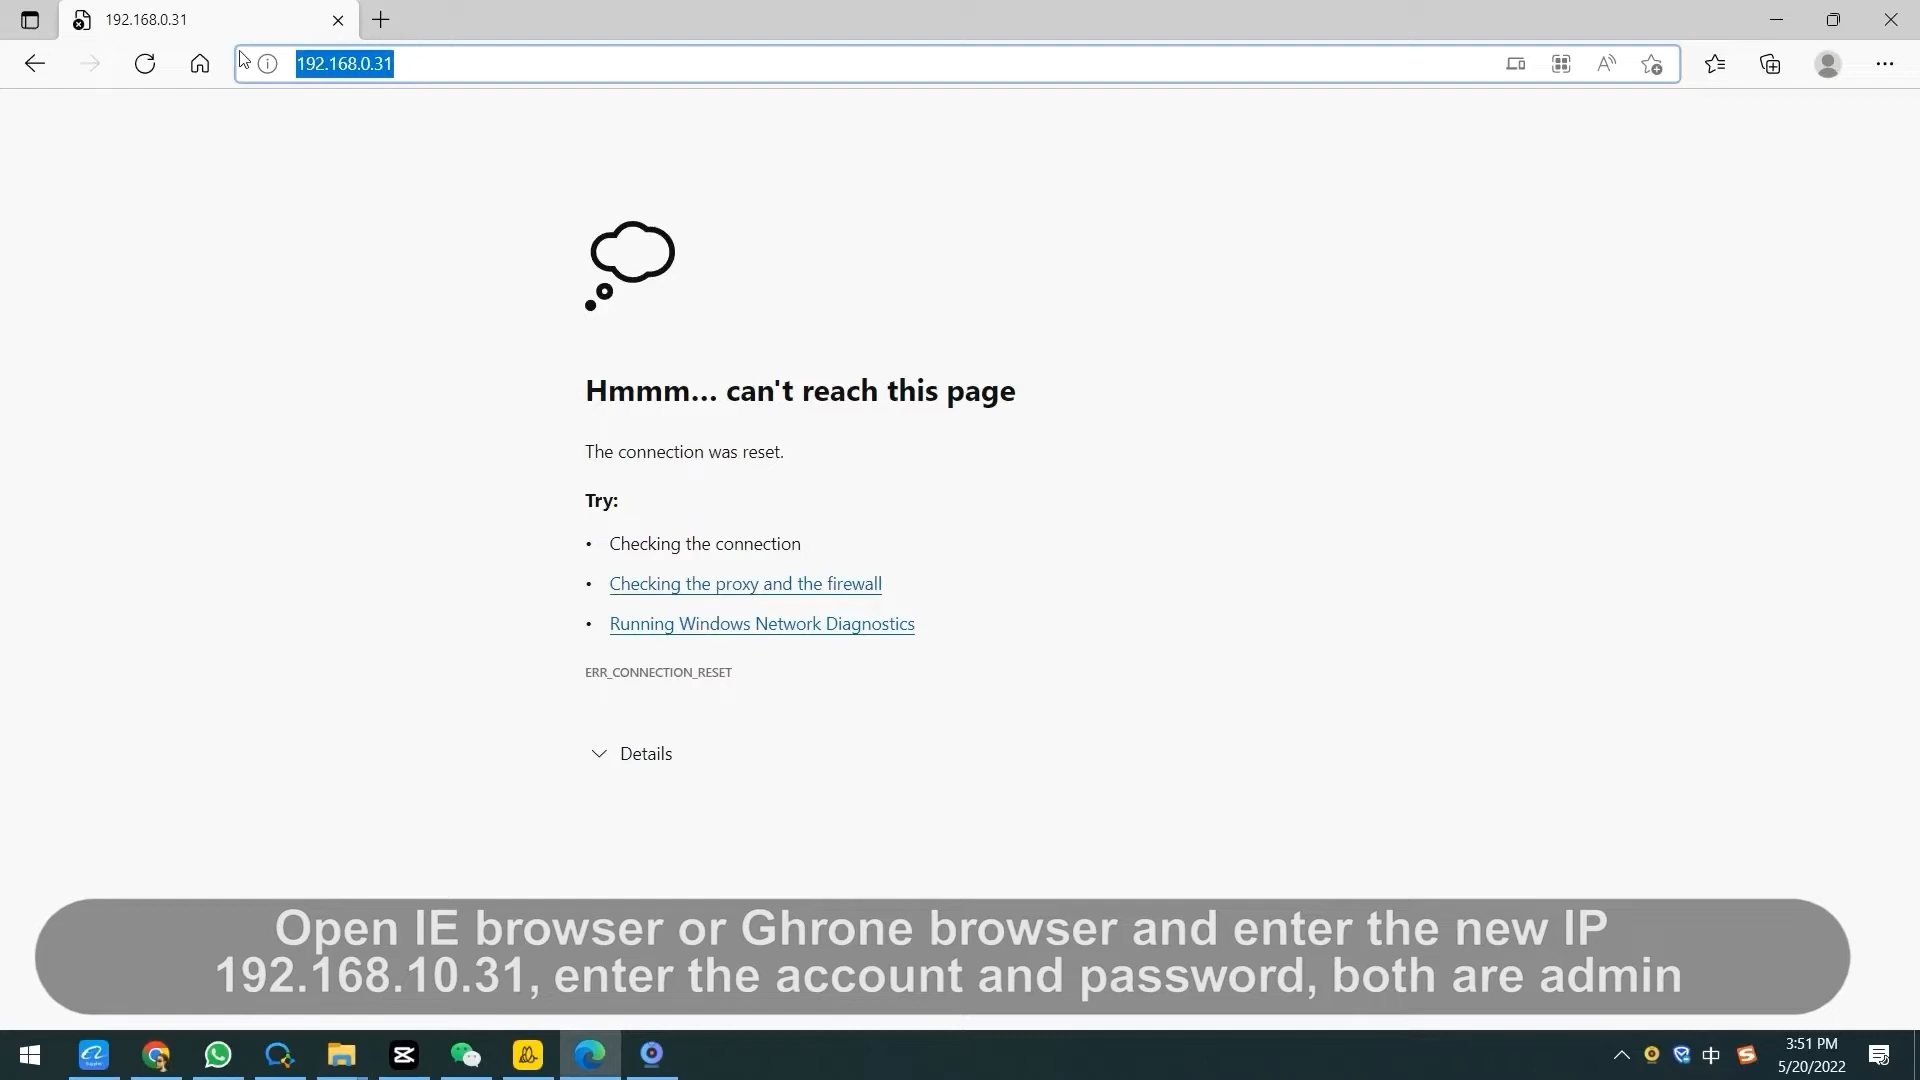 192.168.0.31
192.168.0.31
Hmmm... can't reach this page
The connection was reset.
Try:
• Checking the connection
• Checking the proxy and the firewall
• Running Windows Network Diagnostics
ERR_CONNECTION_RESET
Details
Open IE browser or Ghrone browser and enter the new IP
192.168.10.31, enter the account and password, both are admin
中
3:51 PM
5/20/2022